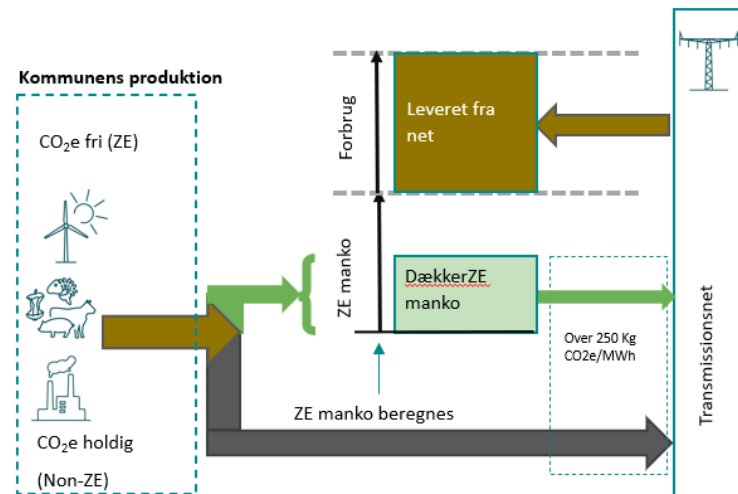 Kommunens produktion
CO₂e fri (ZE)
CO₂e holdig
(Non-ZE)
Forbrug
Leveret fra
net
ZE manko
DækkerZE
manko
ZE manko beregnes
Over 250 Kg
CO2e/MWh
Transmissionsnet